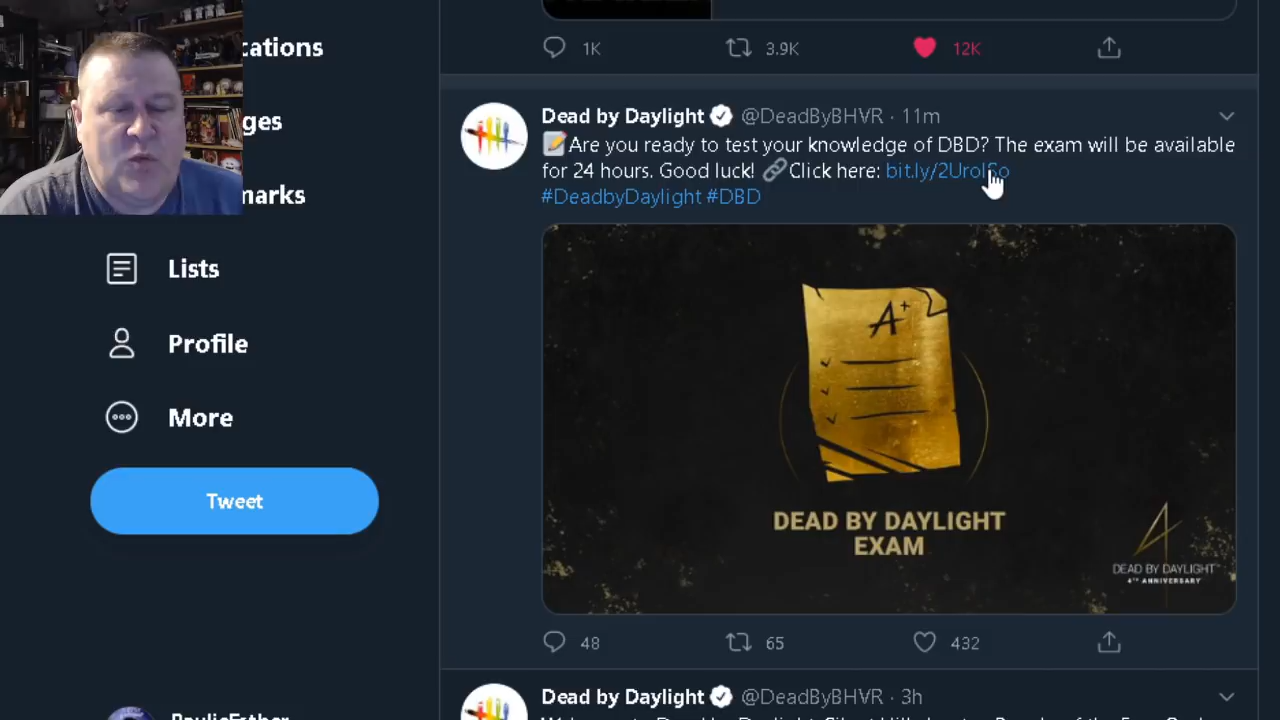 cations
1K
3.9K
12K
ges
Dead by Daylight @DeadByBHVR · 11m
Are you ready to test your knowledge of DBD? The exam will be available
for 24 hours. Good luck! Click here:
#DeadbyDaylight #DBD
marks
Lists
Profile
More
Tweet
A+
DEAD BY DAYLIGHT
EXAM
DEAD BY DAYLIGHT
4TH ANNIVERSARY
48
65
432
Dead by Daylight @DeadByBHVR · 3h